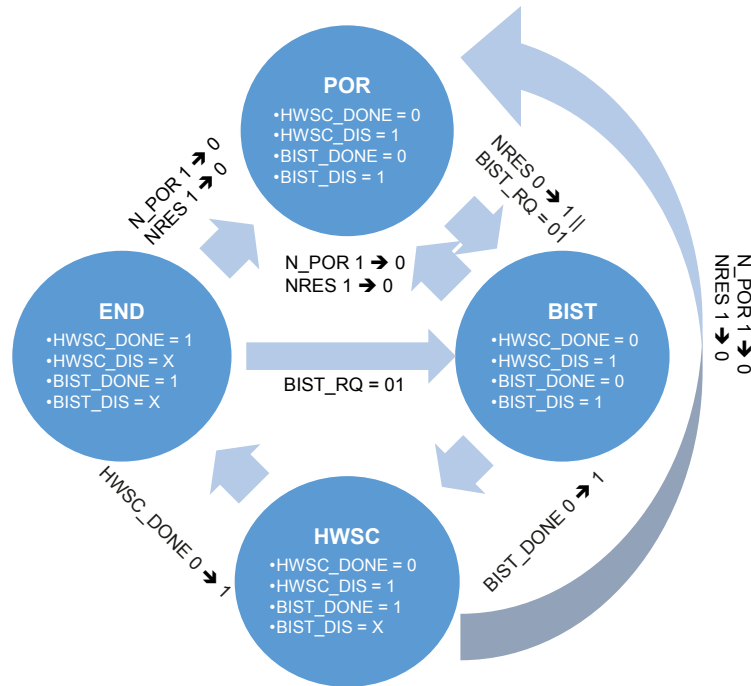 POR
•HWSC_DONE = 0
•HWSC_DIS = 1
•BIST_DONE = 0
•BIST_DIS = 1
N_POR 1 ➔ 0
NRES 1 ➔ 0
NRES 0 ➔ 1 ||
BIST_RQ = 01
N_POR 1 ➔ 0
NRES 1 ➔ 0
N_POR 1 ➔ 0
NRES 1 ➔ 0
END
•HWSC_DONE = 1
•HWSC_DIS = X
•BIST_DONE = 1
•BIST_DIS = X
BIST_RQ = 01
BIST
•HWSC_DONE = 0
•HWSC_DIS = 1
•BIST_DONE = 0
•BIST_DIS = 1
HWSC_DONE 0 ➔ 1
BIST_DONE 0 ➔ 1
HWSC
•HWSC_DONE = 0
•HWSC_DIS = 1
•BIST_DONE = 1
•BIST_DIS = X